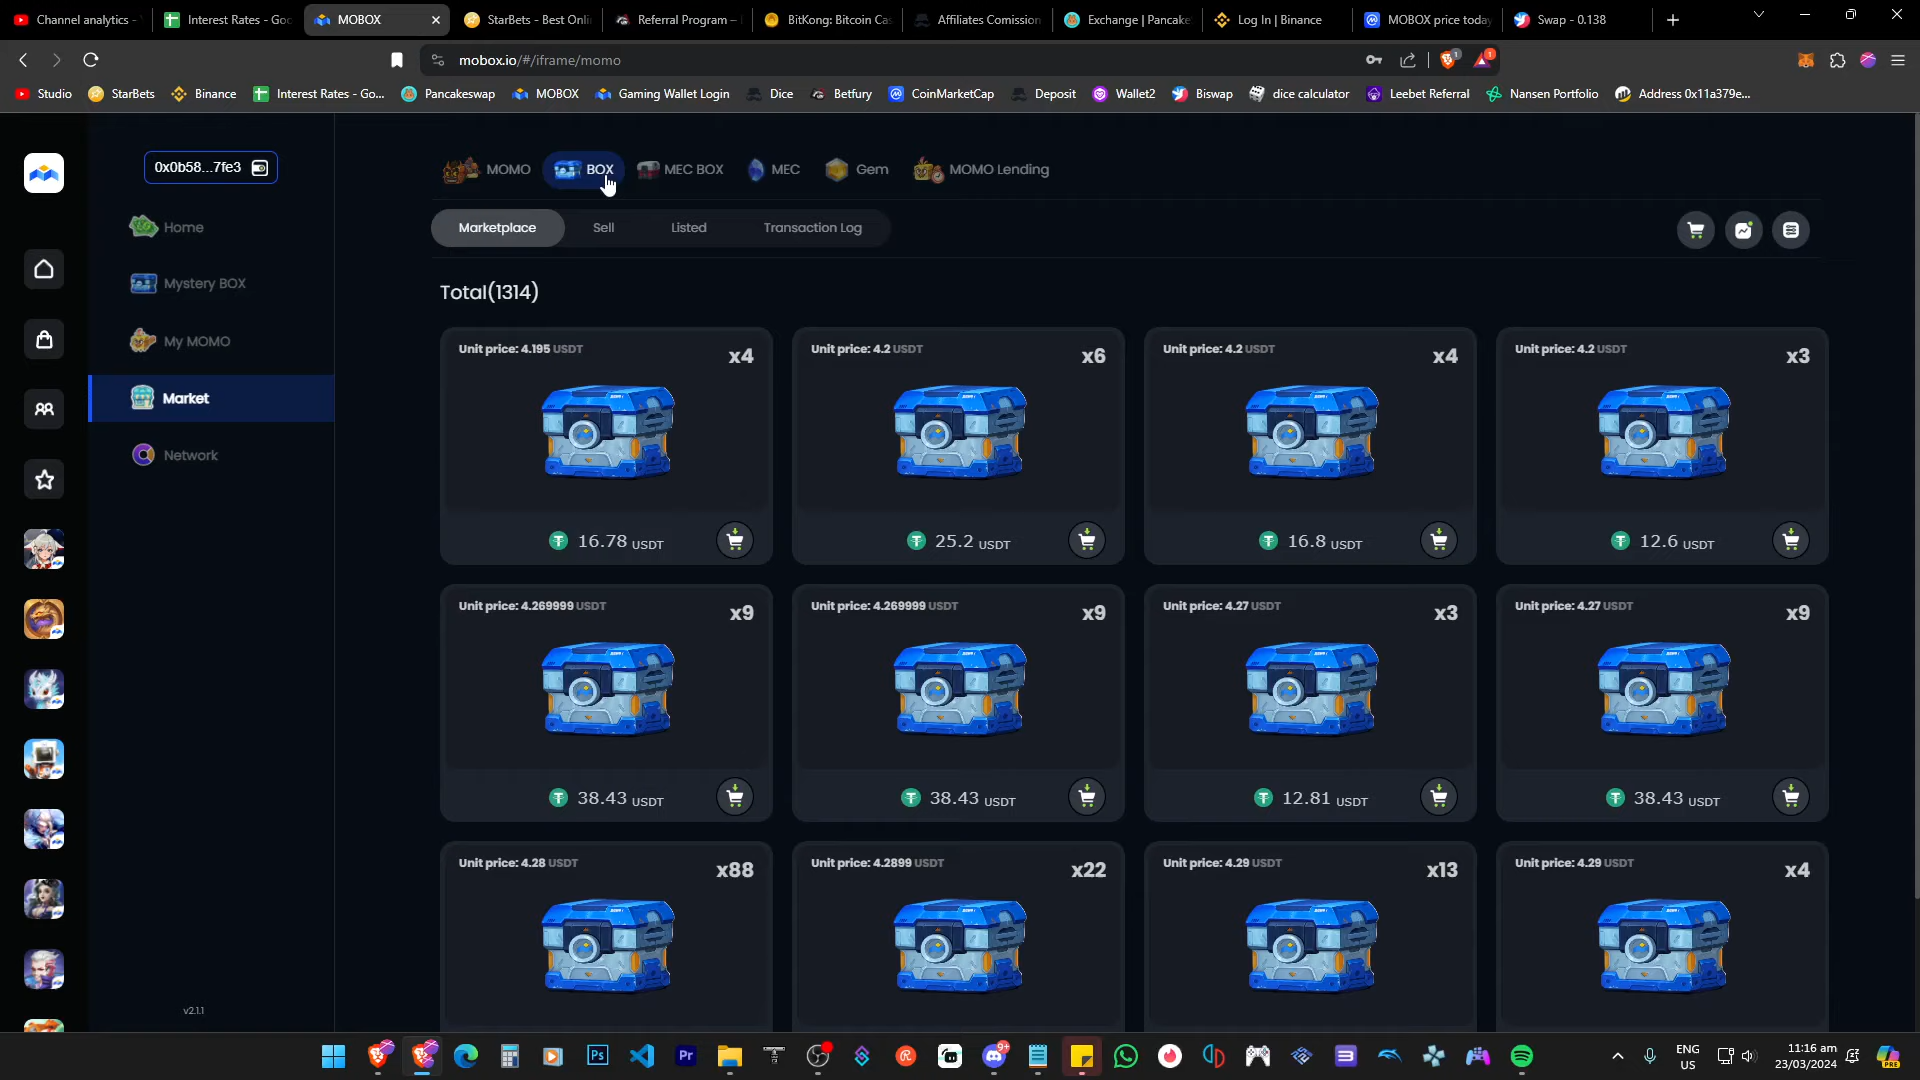 Channel analytics -
Interest Rates - Goo
MOBOX
StarBets - Best Onli
Referral Program –
BitKong: Bitcoin Cas
Affiliates Comission
Exchange | Pancake
Log In | Binance
MOBOX price today
Swap - 0.138
mobox.io/#/iframe/momo
1
1
Studio
StarBets
Binance
Interest Rates - Go...
Pancakeswap
MOBOX
Gaming Wallet Login
Dice
Betfury
CoinMarketCap
Deposit
Wallet2
Biswap
dice calculator
Leebet Referral
Nansen Portfolio
Address 0x11a379e...
0x0b58...7fe3
Home
Mystery BOX
My MOMO
Market
Network
v2.1.1
MOMO
BOX
MEC BOX
MEC
Gem
MOMO Lending
Marketplace
Sell
Listed
Transaction Log
Total(1314)
Unit price: 4.195 USDT
x4
16.78 USDT
Unit price: 4.2 USDT
x6
25.2 USDT
Unit price: 4.2 USDT
x4
16.8 USDT
Unit price: 4.2 USDT
x3
12.6 USDT
Unit price: 4.269999 USDT
x9
38.43 USDT
Unit price: 4.269999 USDT
x9
38.43 USDT
Unit price: 4.27 USDT
x3
12.81 USDT
Unit price: 4.27 USDT
x9
38.43 USDT
Unit price: 4.28 USDT
x88
Unit price: 4.2899 USDT
x22
Unit price: 4.29 USDT
x13
Unit price: 4.29 USDT
x4
Ps
Pr
9+
ENG
US
11:16 am
23/03/2024
PRE